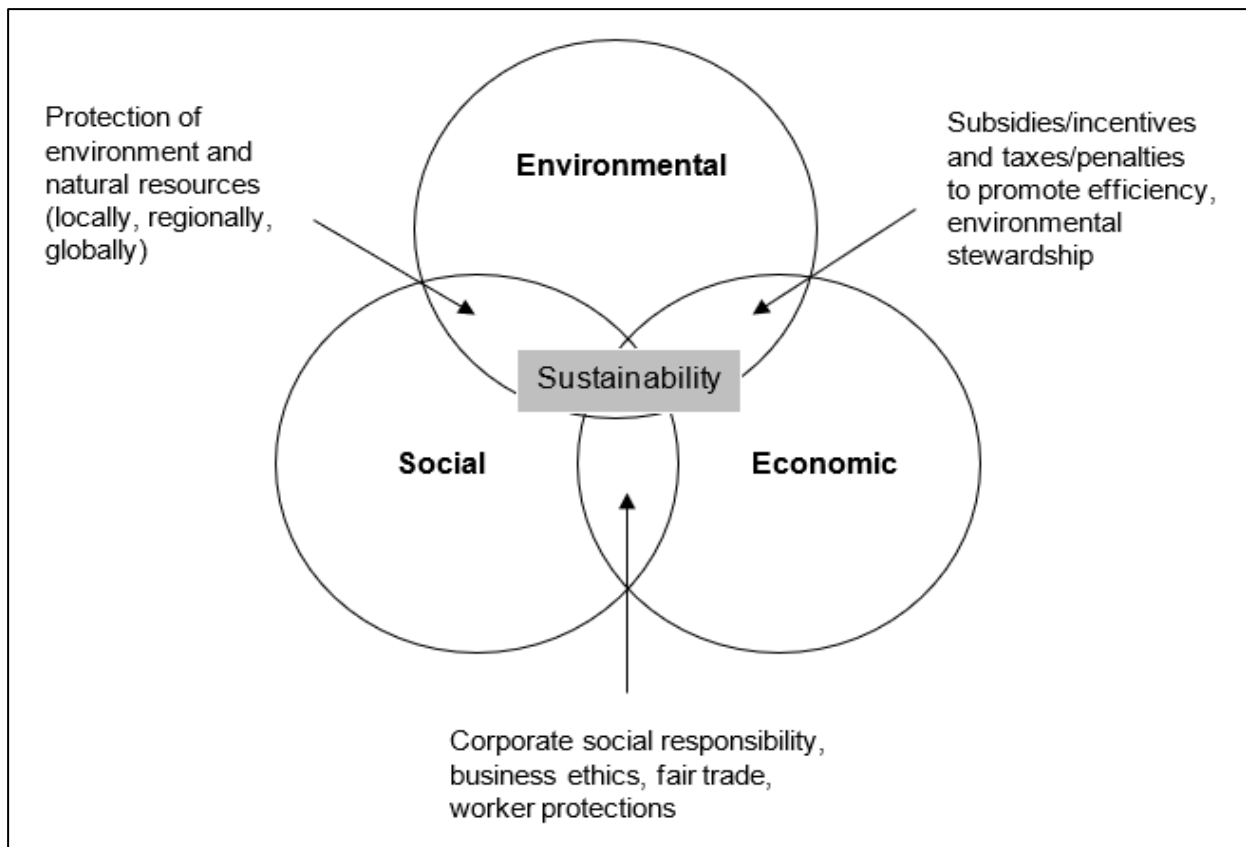 Protection of
environment and
natural resources
(locally, regionally,
globally)
Environmental
Subsidies/incentives
and taxes/penalties
to promote efficiency,
environmental
stewardship
Sustainability
Social
Economic
Corporate social responsibility,
business ethics, fair trade,
worker protections